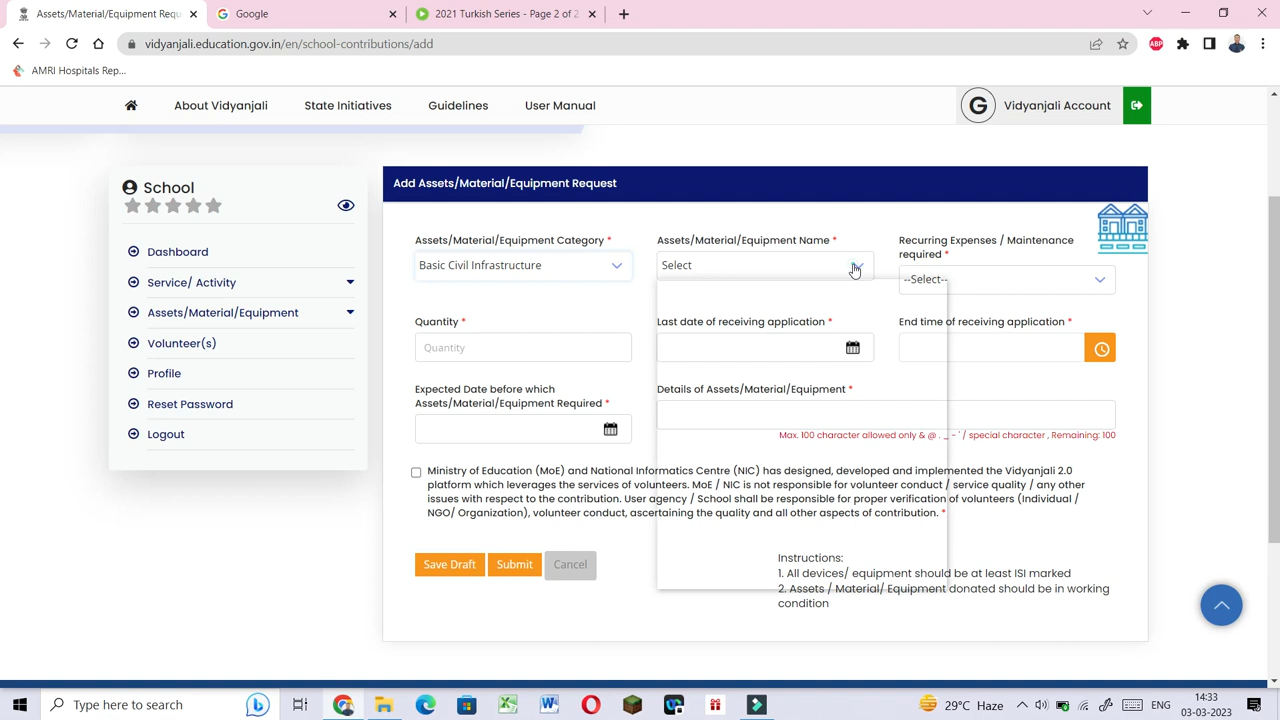 Assets/Material/Equipment Requ
Google
2021 Turkish Series - Page 2 of 2
vidyanjali.education.gov.in/en/school-contributions/add
ABP
AMRI Hospitals Rep...
About Vidyanjali
State Initiatives
Guidelines
User Manual
G
Vidyanjali Account
School
Dashboard
Service/ Activity
Assets/Material/Equipment
Volunteer(s)
Profile
Reset Password
Logout
Add Assets/Material/Equipment Request
Assets/Material/Equipment Category *
Basic Civil Infrastructure
Assets/Material/Equipment Name *
Select
Recurring Expenses / Maintenance
required *
--Select--
Quantity *
Quantity
Last date of receiving application *
End time of receiving application *
Expected Date before which
Assets/Material/Equipment Required *
Details of Assets/Material/Equipment *
Max. 100 character allowed only & @ . _ - ' / special character , Remaining: 100
Ministry of Education (MoE) and National Informatics Centre (NIC) has designed, developed and implemented the Vidyanjali 2.0
platform which leverages the services of volunteers. MoE / NIC is not responsible for volunteer conduct / service quality / any other
issues with respect to the contribution. User agency / School shall be responsible for proper verification of volunteers (Individual /
NGO/ Organization), volunteer conduct, ascertaining the quality and all other aspects of contribution. *
Save Draft
Submit
Cancel
Instructions:
1. All devices/ equipment should be at least ISI marked
2. Assets / Material/ Equipment donated should be in working
condition
Type here to search
29°C Haze
ENG
14:33
03-03-2023